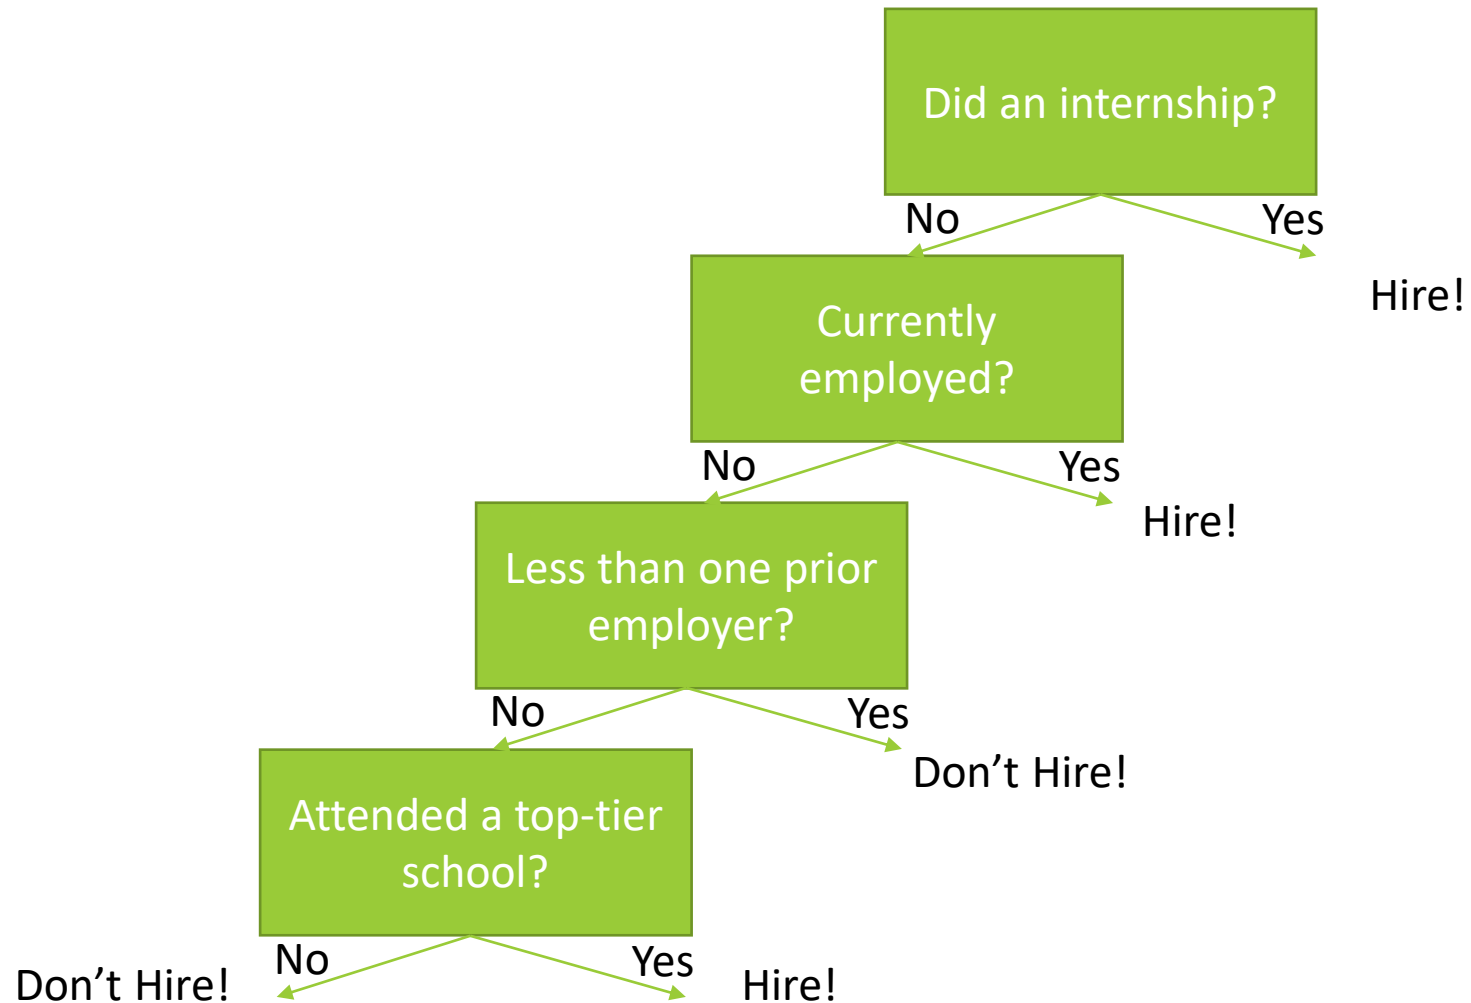 Did an internship?
No
Yes
Hire!
Currently
employed?
No
Yes
Hire!
Less than one prior
employer?
No
Yes
Don’t Hire!
Attended a top-tier
school?
No
Yes
Don’t Hire!
Hire!